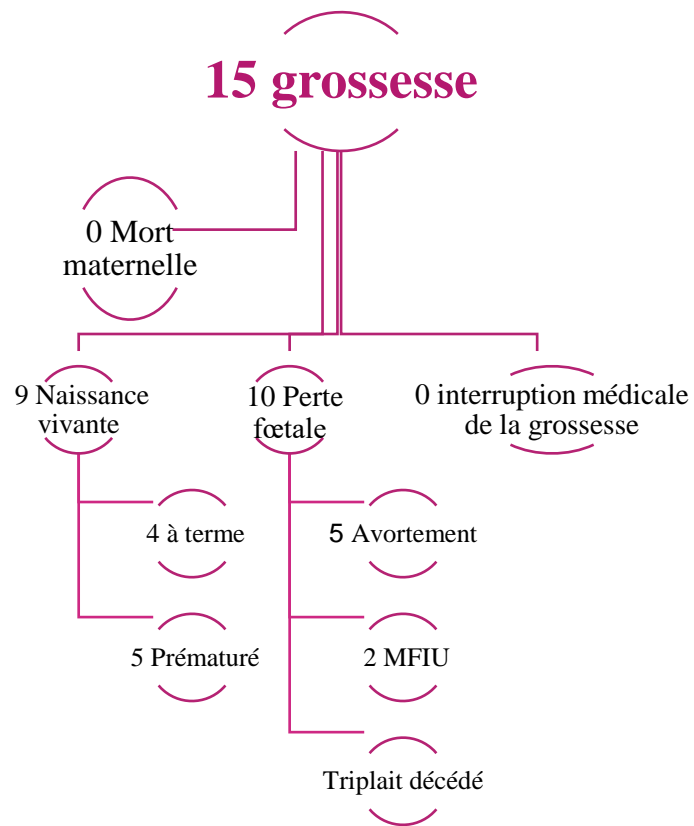 15 grossesse
0 Mort
maternelle
9 Naissance
vivante
10 Perte
fœtale
0 interruption médicale
de la grossesse
4 à terme
5 Avortement
5 Prématuré
2 MFIU
Triplait décédé